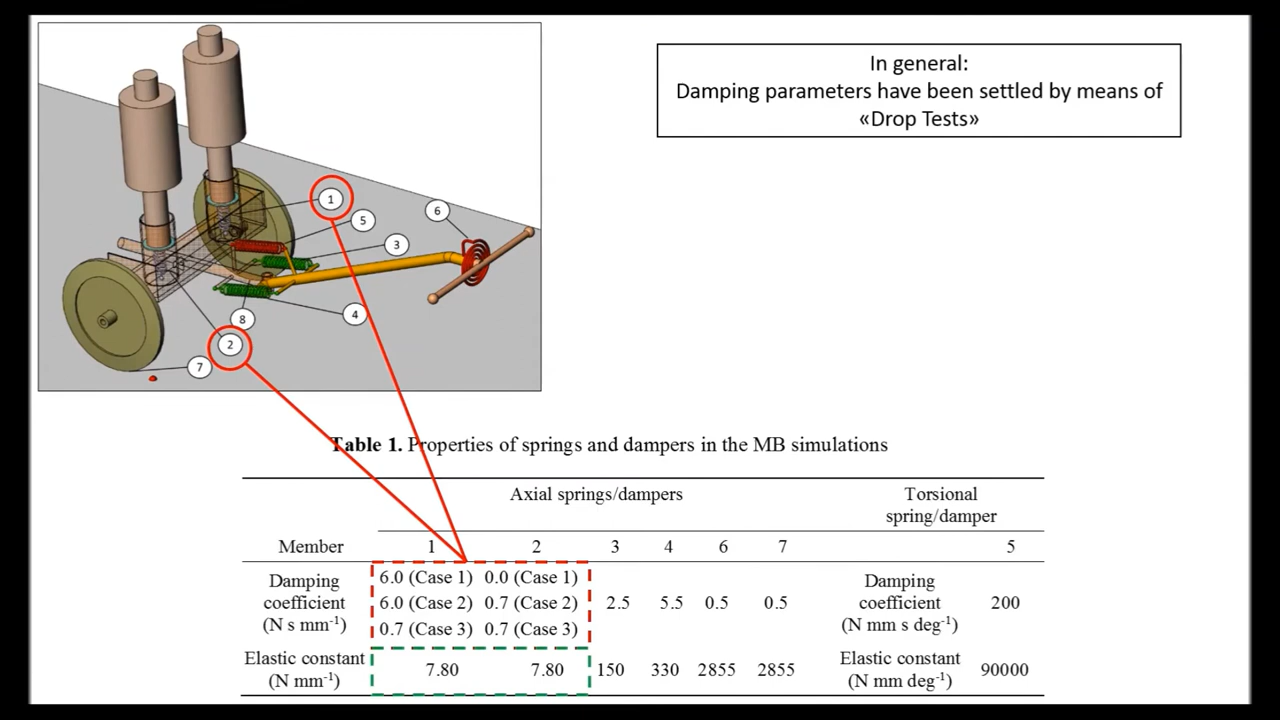 In general:
Damping parameters have been settled by means of
«Drop Tests»
1
5
6
3
4
8
2
7
Table 1. Properties of springs and dampers in the MB simulations
Axial springs/dampers Torsional
spring/damper
Member 1 2 3 4 6 7 5
Damping
coefficient
(N s mm⁻¹) 6.0 (Case 1) 0.0 (Case 1)
6.0 (Case 2) 0.7 (Case 2) 2.5 5.5 0.5 0.5
0.7 (Case 3) 0.7 (Case 3)
Damping
coefficient 200
(N mm s deg⁻¹)
Elastic constant
(N mm⁻¹) 7.80 7.80 150 330 2855 2855
Elastic constant
(N mm deg⁻¹) 90000